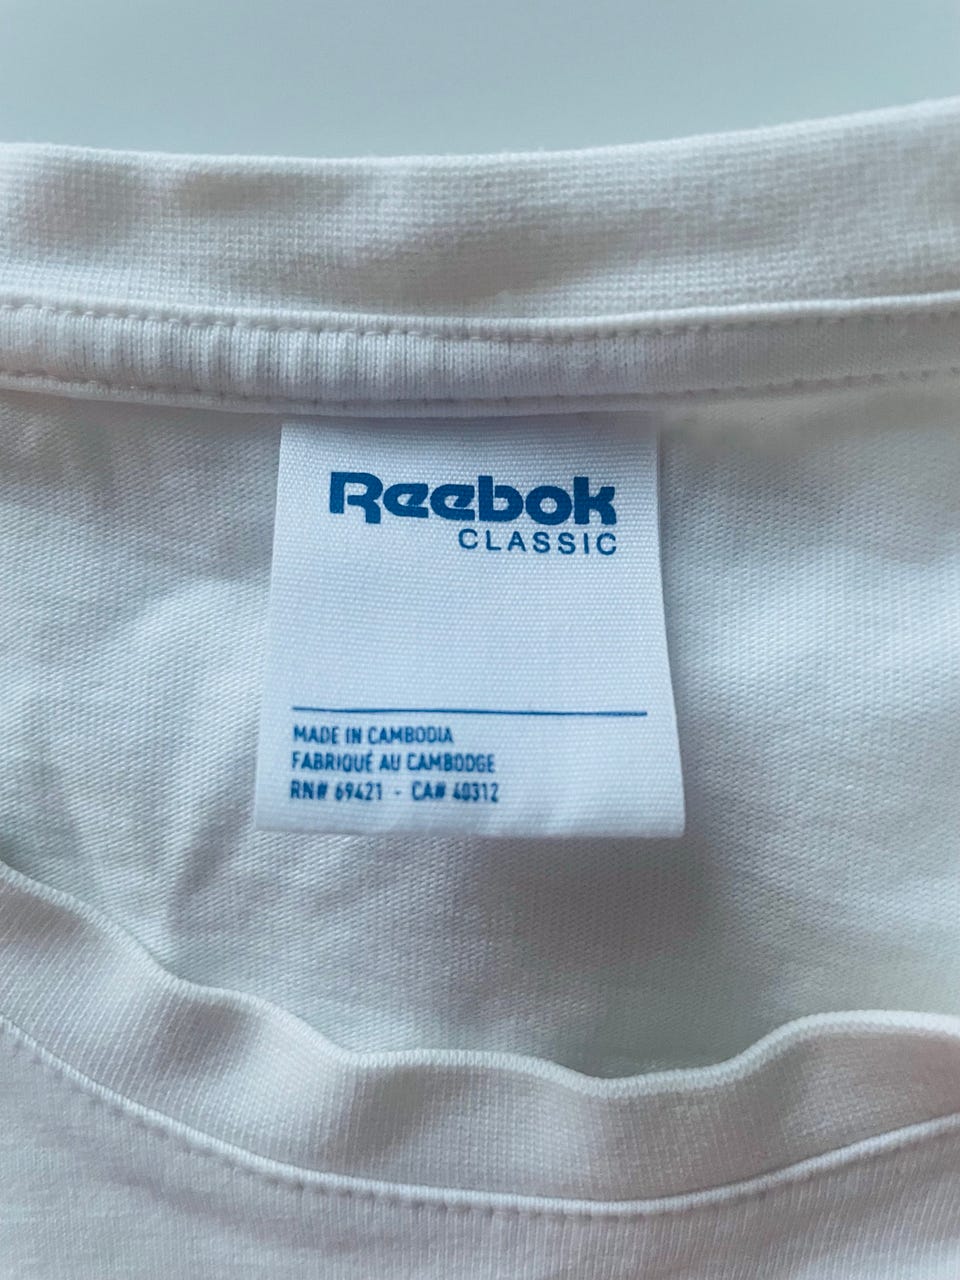 Reebok
CLASSIC
MADE IN CAMBODIA
FABRIQUÉ AU CAMBODGE
RN# 69421 - CA# 40312